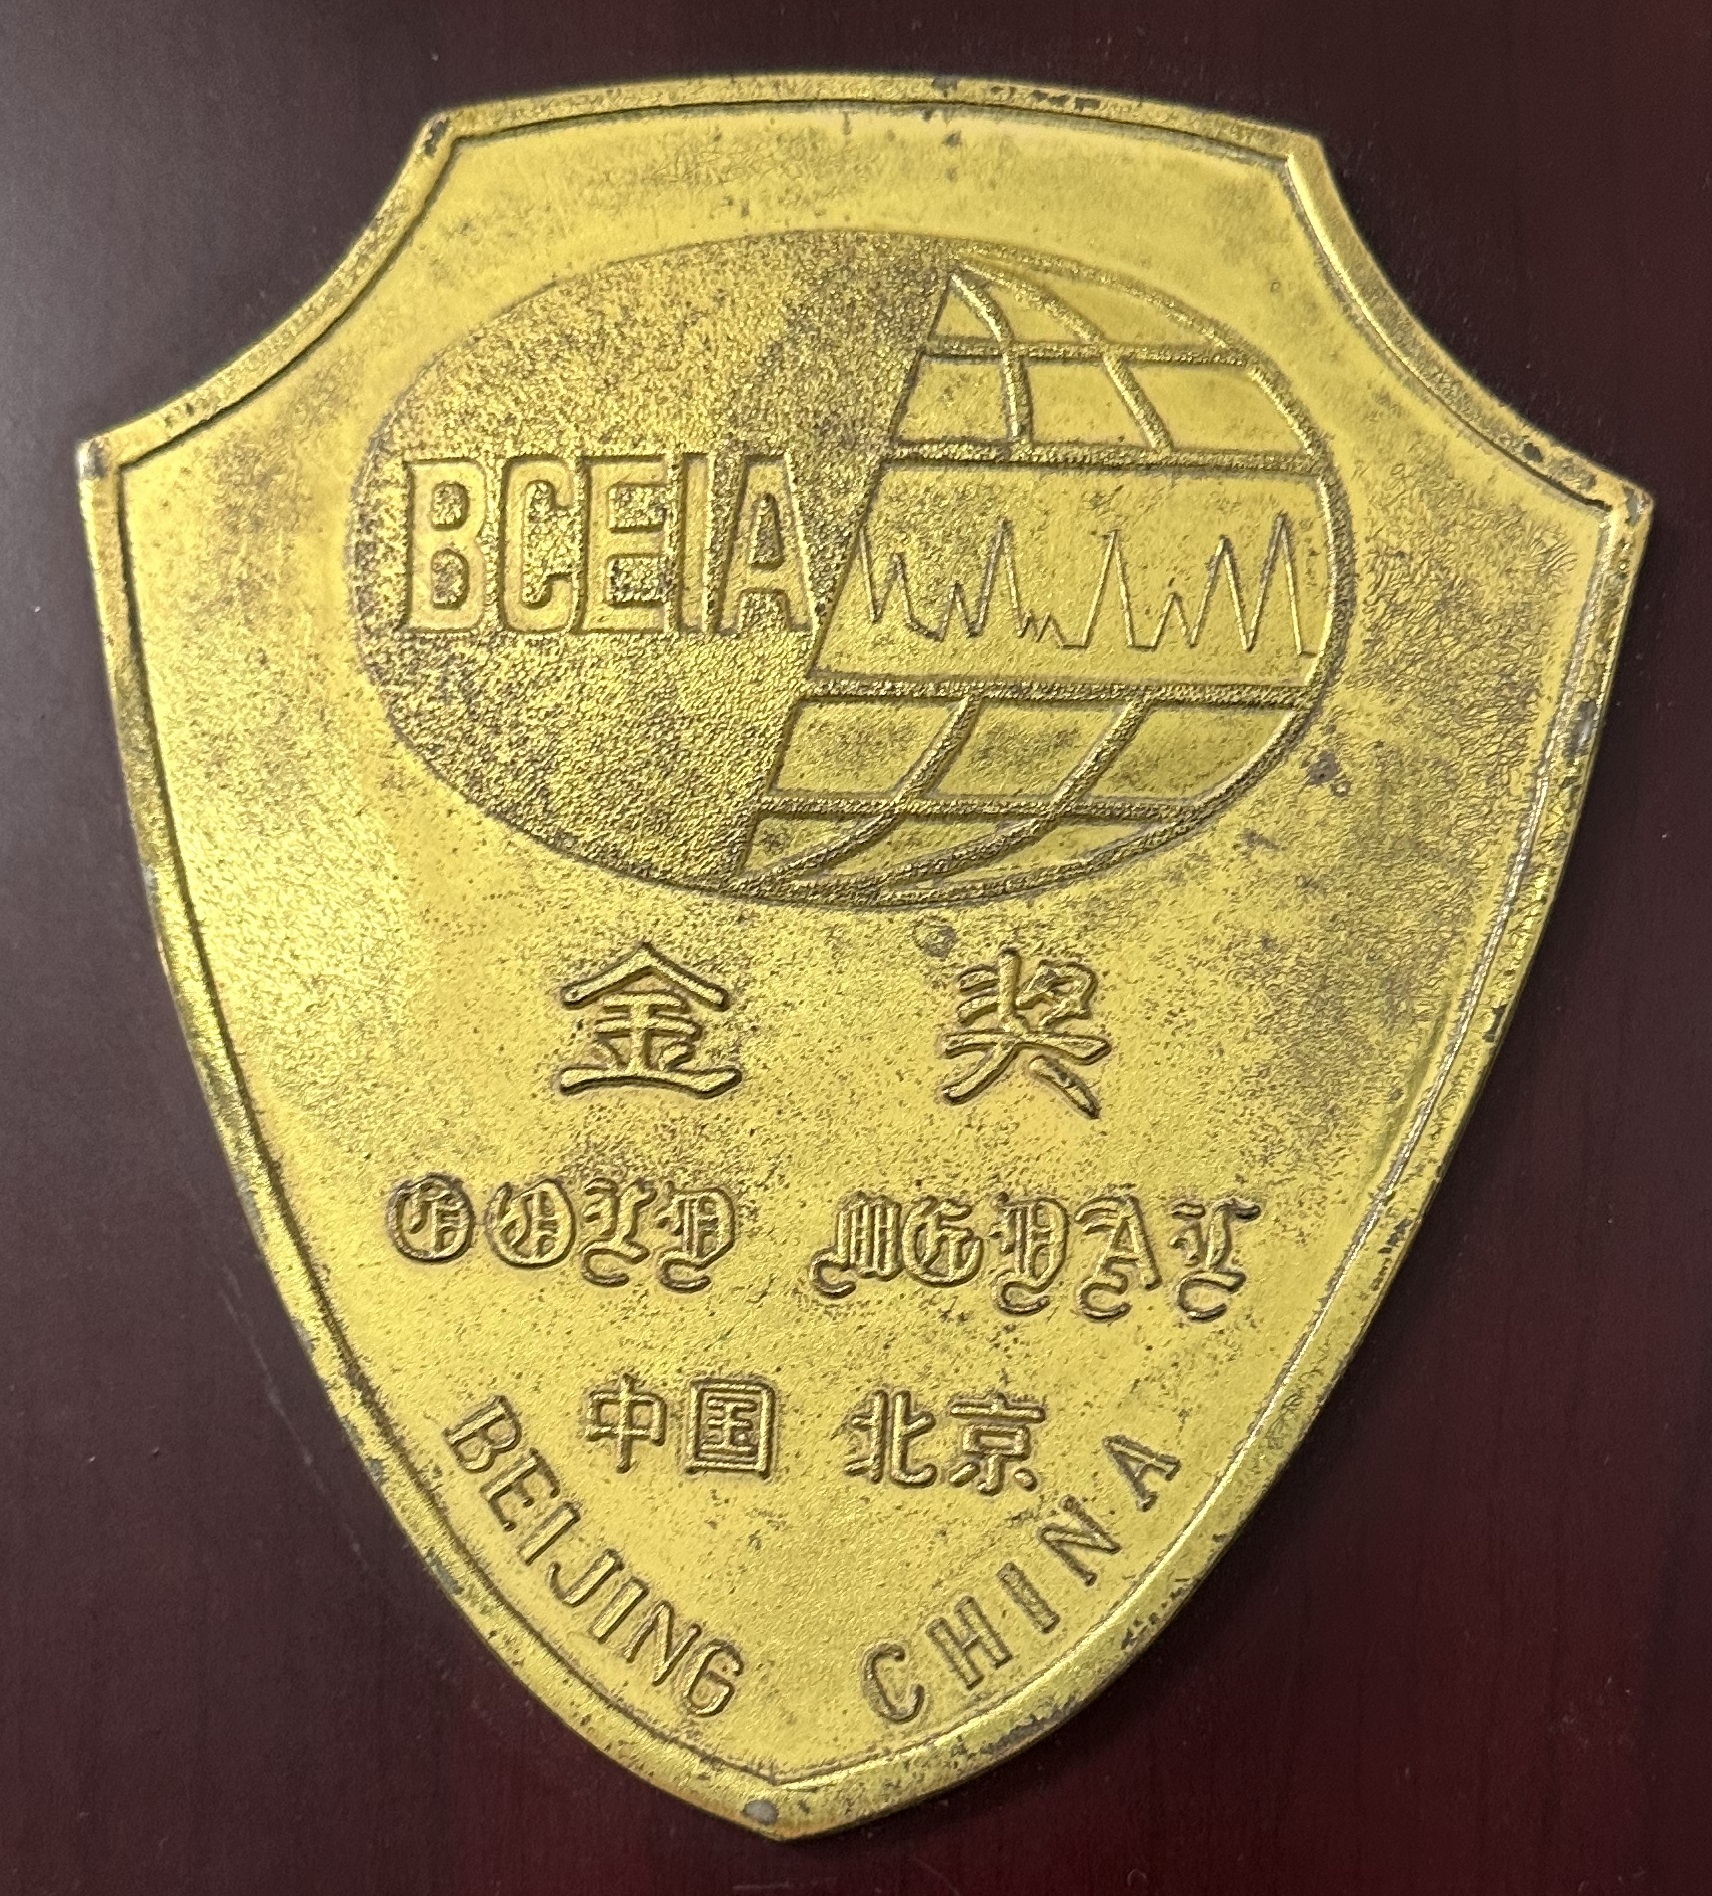 BCEIA
金 奖
GOLD MEDAL
中国 北京
BEIJING CHINA